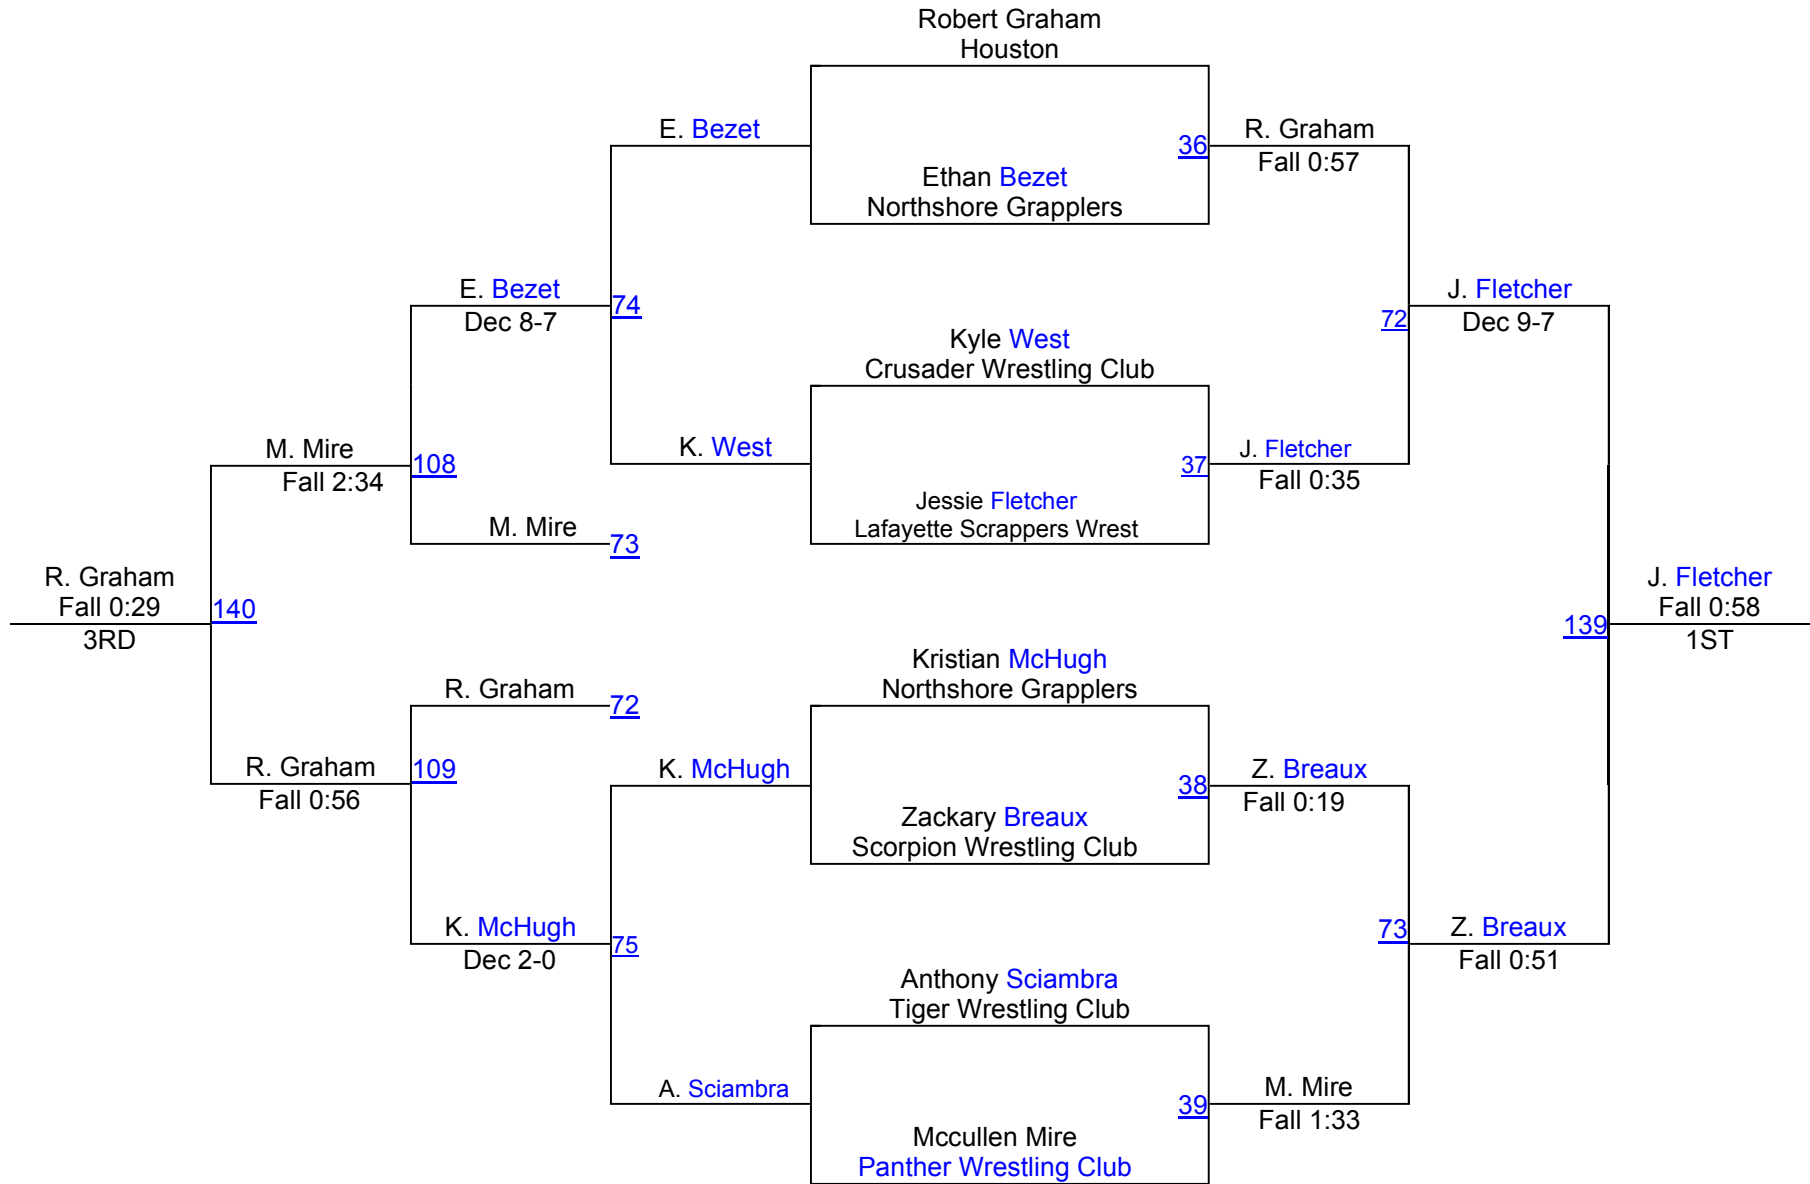 Robert Graham
Houston
E. Bezet
36
R. Graham
Fall 0:57
Ethan Bezet
Northshore Grapplers
E. Bezet
Dec 8-7
74
Kyle West
Crusader Wrestling Club
72
J. Fletcher
Dec 9-7
M. Mire
Fall 2:34
108
K. West
37
J. Fletcher
Fall 0:35
Jessie Fletcher
Lafayette Scrappers Wrest
M. Mire
73
R. Graham
Fall 0:29
3RD
140
139
J. Fletcher
Fall 0:58
1ST
Kristian McHugh
Northshore Grapplers
R. Graham
72
R. Graham
Fall 0:56
109
K. McHugh
38
Z. Breaux
Fall 0:19
Zackary Breaux
Scorpion Wrestling Club
K. McHugh
Dec 2-0
75
73
Z. Breaux
Fall 0:51
Anthony Sciambra
Tiger Wrestling Club
A. Sciambra
39
M. Mire
Fall 1:33
Mccullen Mire
Panther Wrestling Club